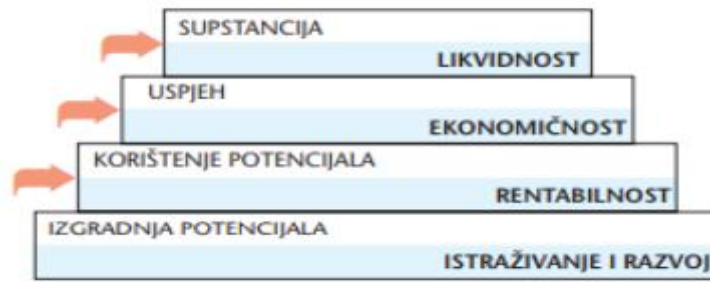 SUPSTANCIJA
LIKVIDNOST
USPJEH
EKONOMIČNOST
KORIŠTENJE POTENCIJALA
RENTABILNOST
IZGRADNJA POTENCIJALA
ISTRAŽIVANJE I RAZVOJ